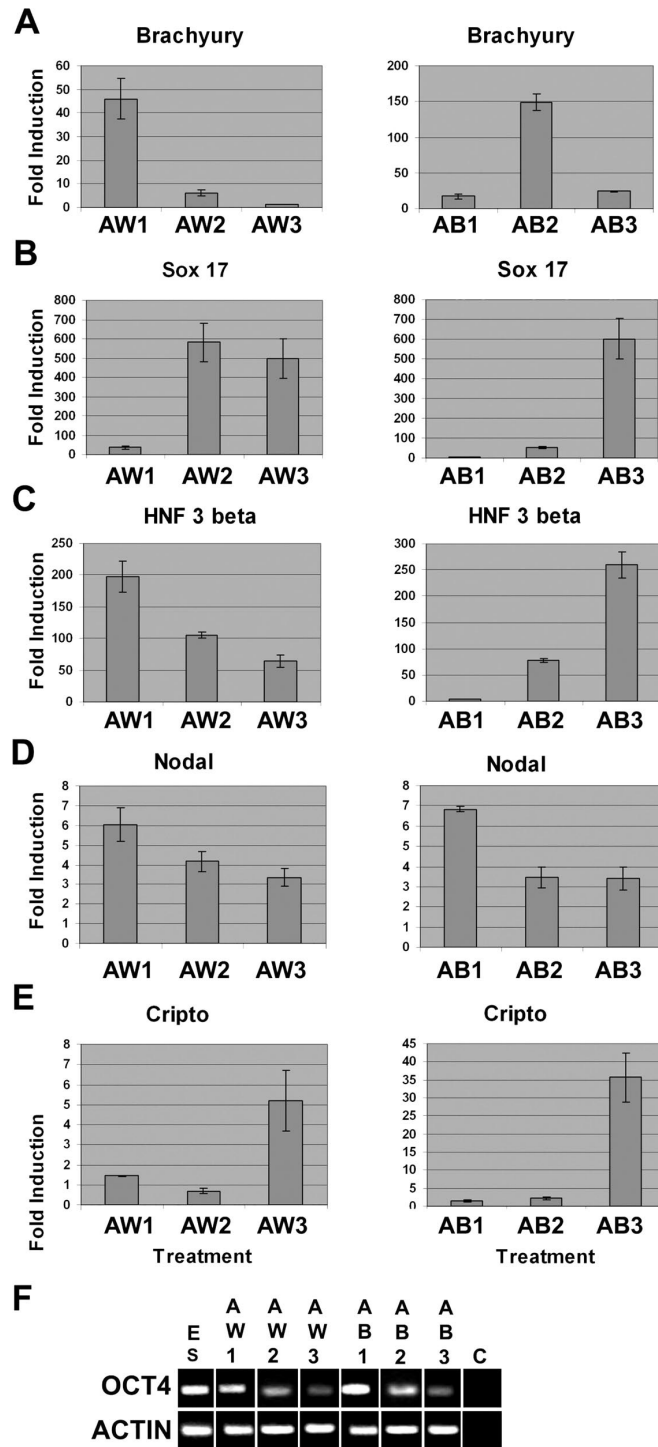 A
Brachyury
Brachyury
Fold Induction
60
50
40
30
20
10
0
AW1 AW2 AW3
200
150
100
50
0
AB1 AB2 AB3
B
Sox 17
Sox 17
Fold Induction
800
700
600
500
400
300
200
100
0
AW1 AW2 AW3
800
700
600
500
400
300
200
100
0
AB1 AB2 AB3
C
HNF 3 beta
HNF 3 beta
Fold Induction
250
200
150
100
50
0
AW1 AW2 AW3
300
250
200
150
100
50
0
AB1 AB2 AB3
D
Nodal
Nodal
Fold Induction
8
7
6
5
4
3
2
1
0
AW1 AW2 AW3
8
7
6
5
4
3
2
1
0
AB1 AB2 AB3
E
Cripto
Cripto
Fold Induction
8
7
6
5
4
3
2
1
0
AW1 AW2 AW3
Treatment
45
40
35
30
25
20
15
10
5
0
AB1 AB2 AB3
Treatment
F
ES AW1 AW2 AW3 AB1 AB2 AB3 C
OCT4
ACTIN